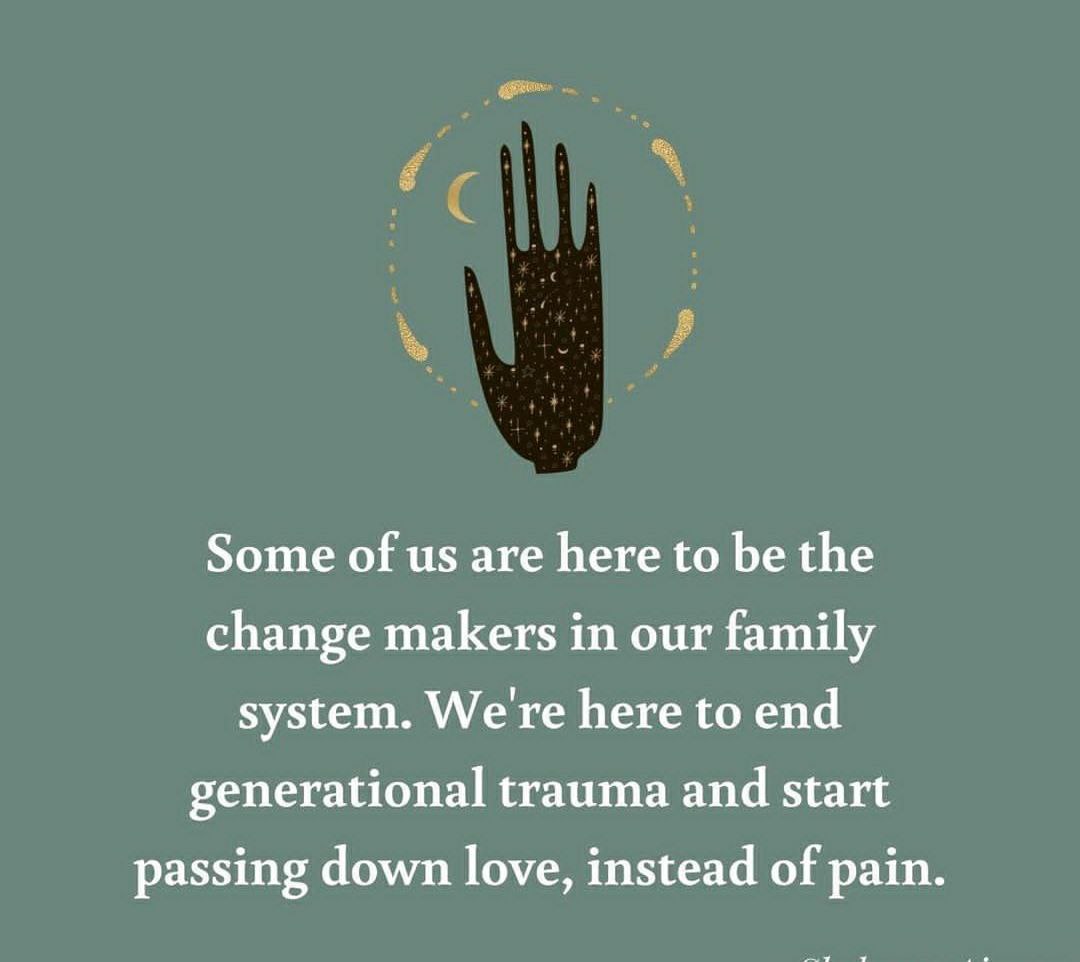 Some of us are here to be the
change makers in our family
system. We're here to end
generational trauma and start
passing down love, instead of pain.